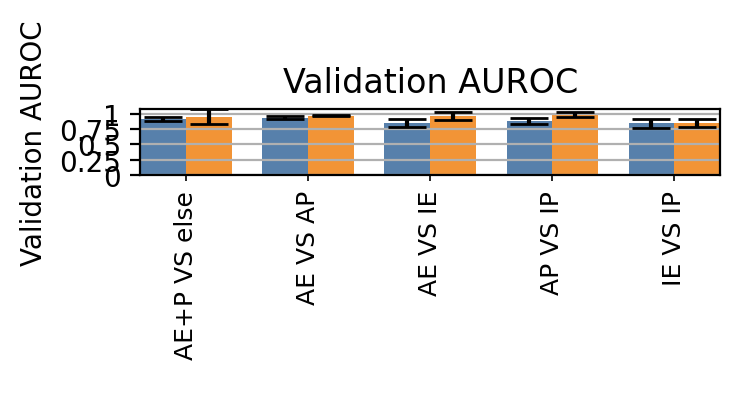 Validation AUROC
Validation AUROC
1
0.75
0.5
0.25
0
AE+P VS else
AE VS AP
AE VS IE
AP VS IP
IE VS IP